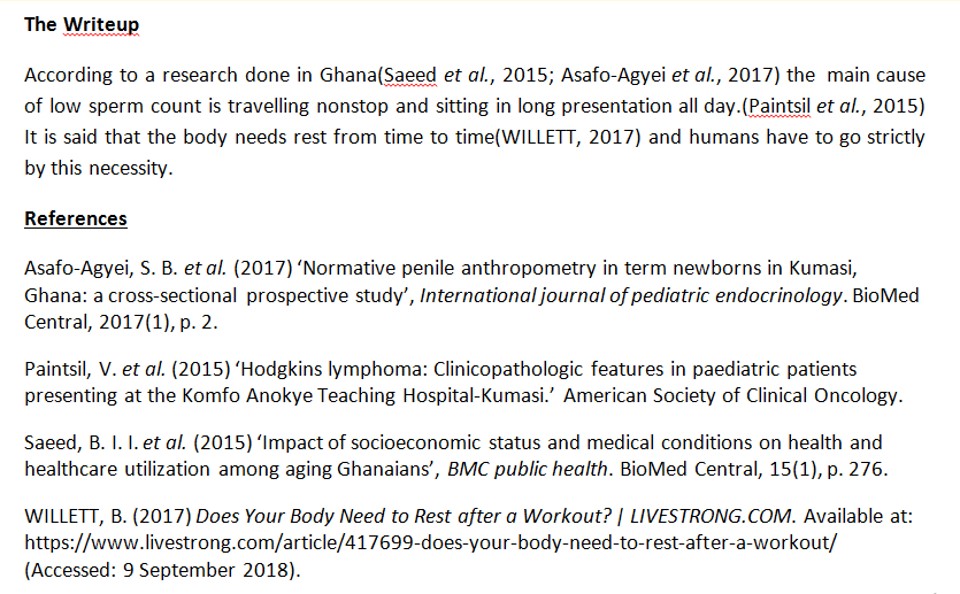 The Writeup
According to a research done in Ghana(Saeed et al., 2015; Asafo-Agyei et al., 2017) the main cause
of low sperm count is travelling nonstop and sitting in long presentation all day.(Paintsil et al., 2015)
It is said that the body needs rest from time to time(WILLETT, 2017) and humans have to go strictly
by this necessity.
References
Asafo-Agyei, S. B. et al. (2017) ‘Normative penile anthropometry in term newborns in Kumasi,
Ghana: a cross-sectional prospective study’, International journal of pediatric endocrinology. BioMed
Central, 2017(1), p. 2.
Paintsil, V. et al. (2015) ‘Hodgkins lymphoma: Clinicopathologic features in paediatric patients
presenting at the Komfo Anokye Teaching Hospital-Kumasi.’ American Society of Clinical Oncology.
Saeed, B. I. I. et al. (2015) ‘Impact of socioeconomic status and medical conditions on health and
healthcare utilization among aging Ghanaians’, BMC public health. BioMed Central, 15(1), p. 276.
WILLETT, B. (2017) Does Your Body Need to Rest after a Workout? | LIVESTRONG.COM. Available at:
https://www.livestrong.com/article/417699-does-your-body-need-to-rest-after-a-workout/
(Accessed: 9 September 2018).